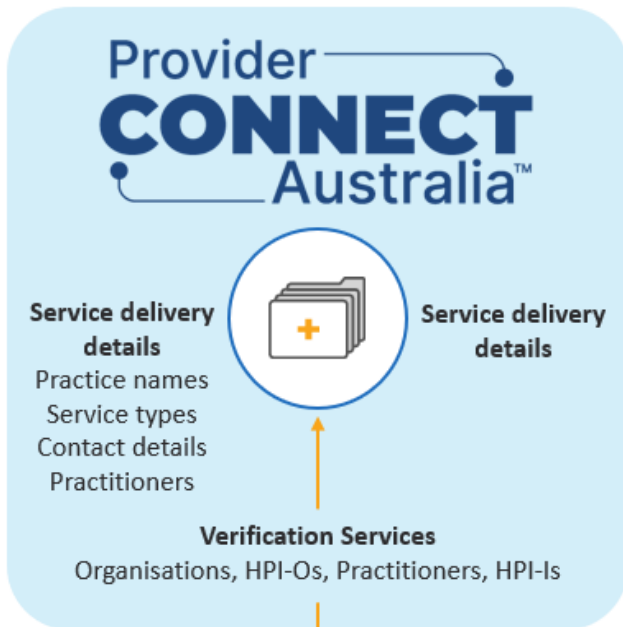 Provider
CONNECT
Australia™
Service delivery
details
Practice names
Service types
Contact details
Practitioners
Service delivery
details
Verification Services
Organisations, HPI-Os, Practitioners, HPI-Is